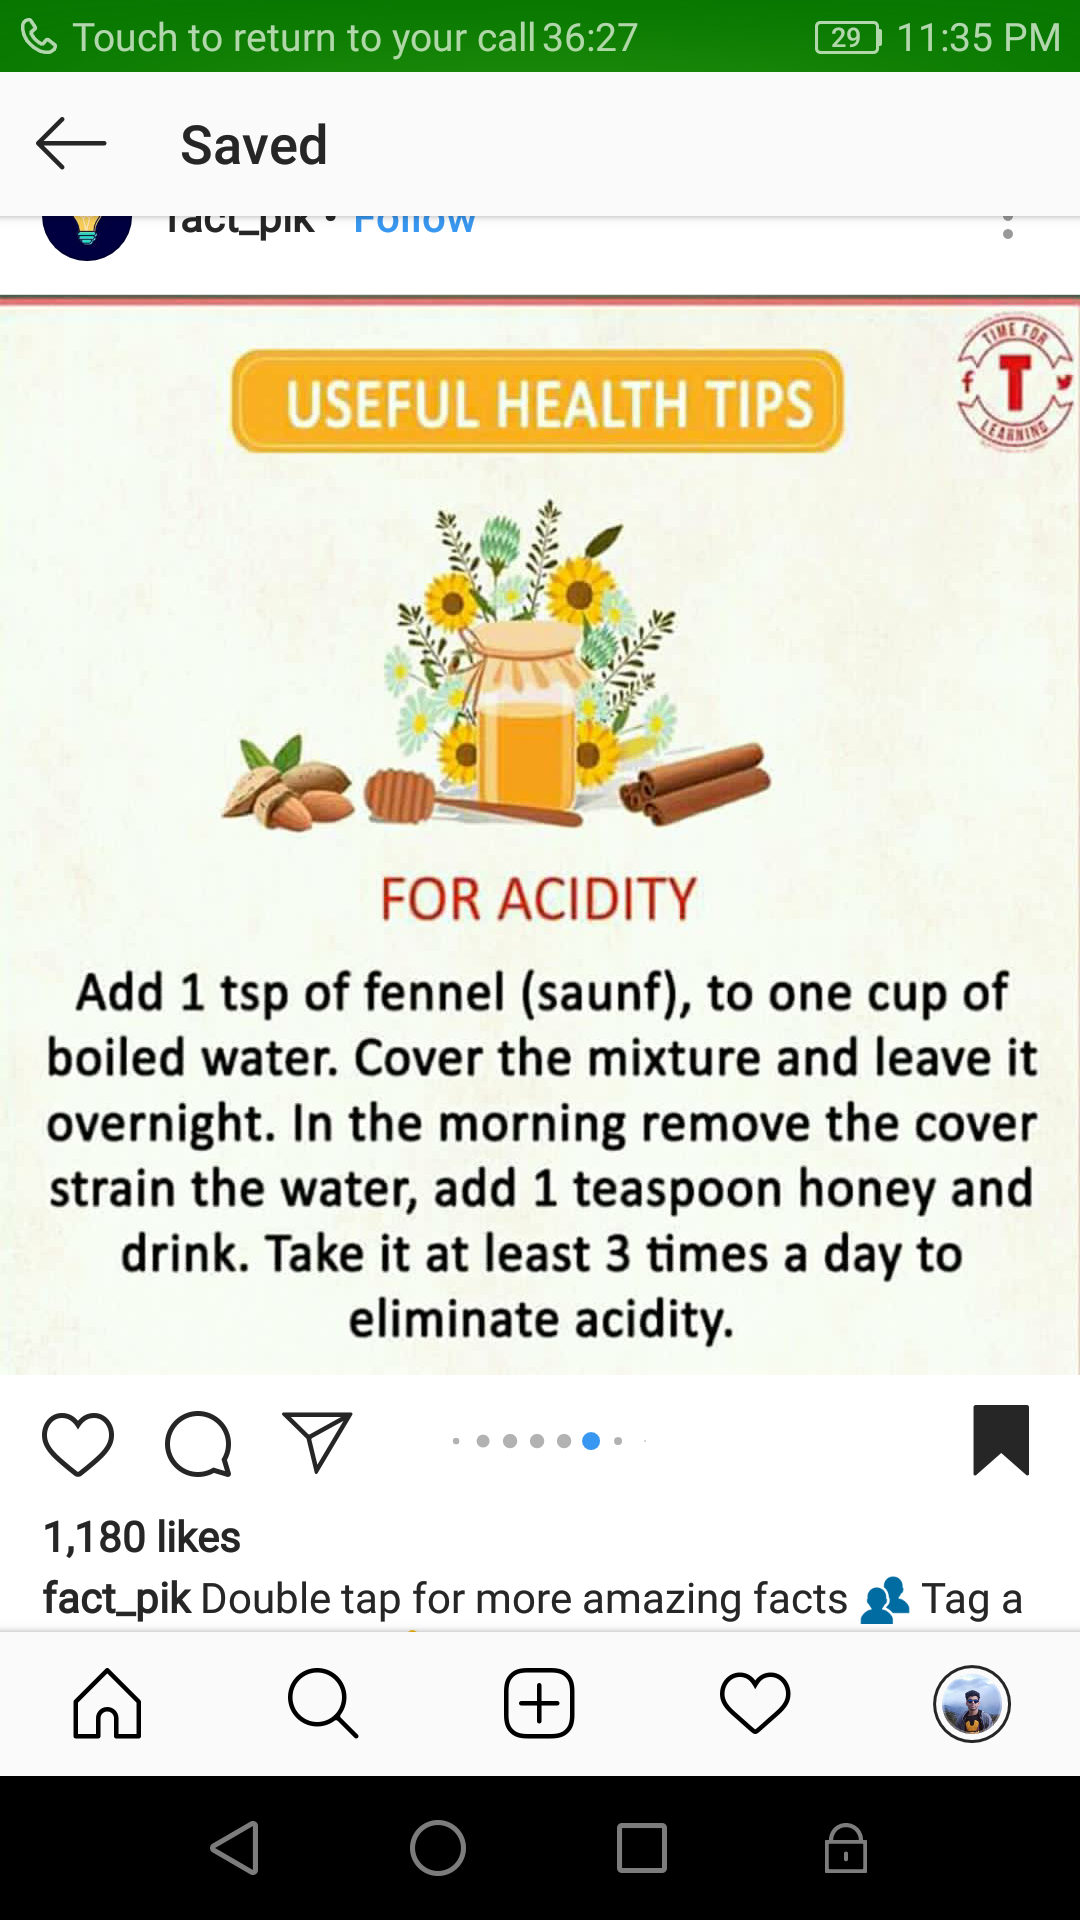 Touch to return to your call 36:27 29 11:35 PM
Saved
fact_pik • Follow
TIME FOR
T
LEARNING
USEFUL HEALTH TIPS
FOR ACIDITY
Add 1 tsp of fennel (saunf), to one cup of
boiled water. Cover the mixture and leave it
overnight. In the morning remove the cover
strain the water, add 1 teaspoon honey and
drink. Take it at least 3 times a day to
eliminate acidity.
1,180 likes
fact_pik Double tap for more amazing facts 👥 Tag a